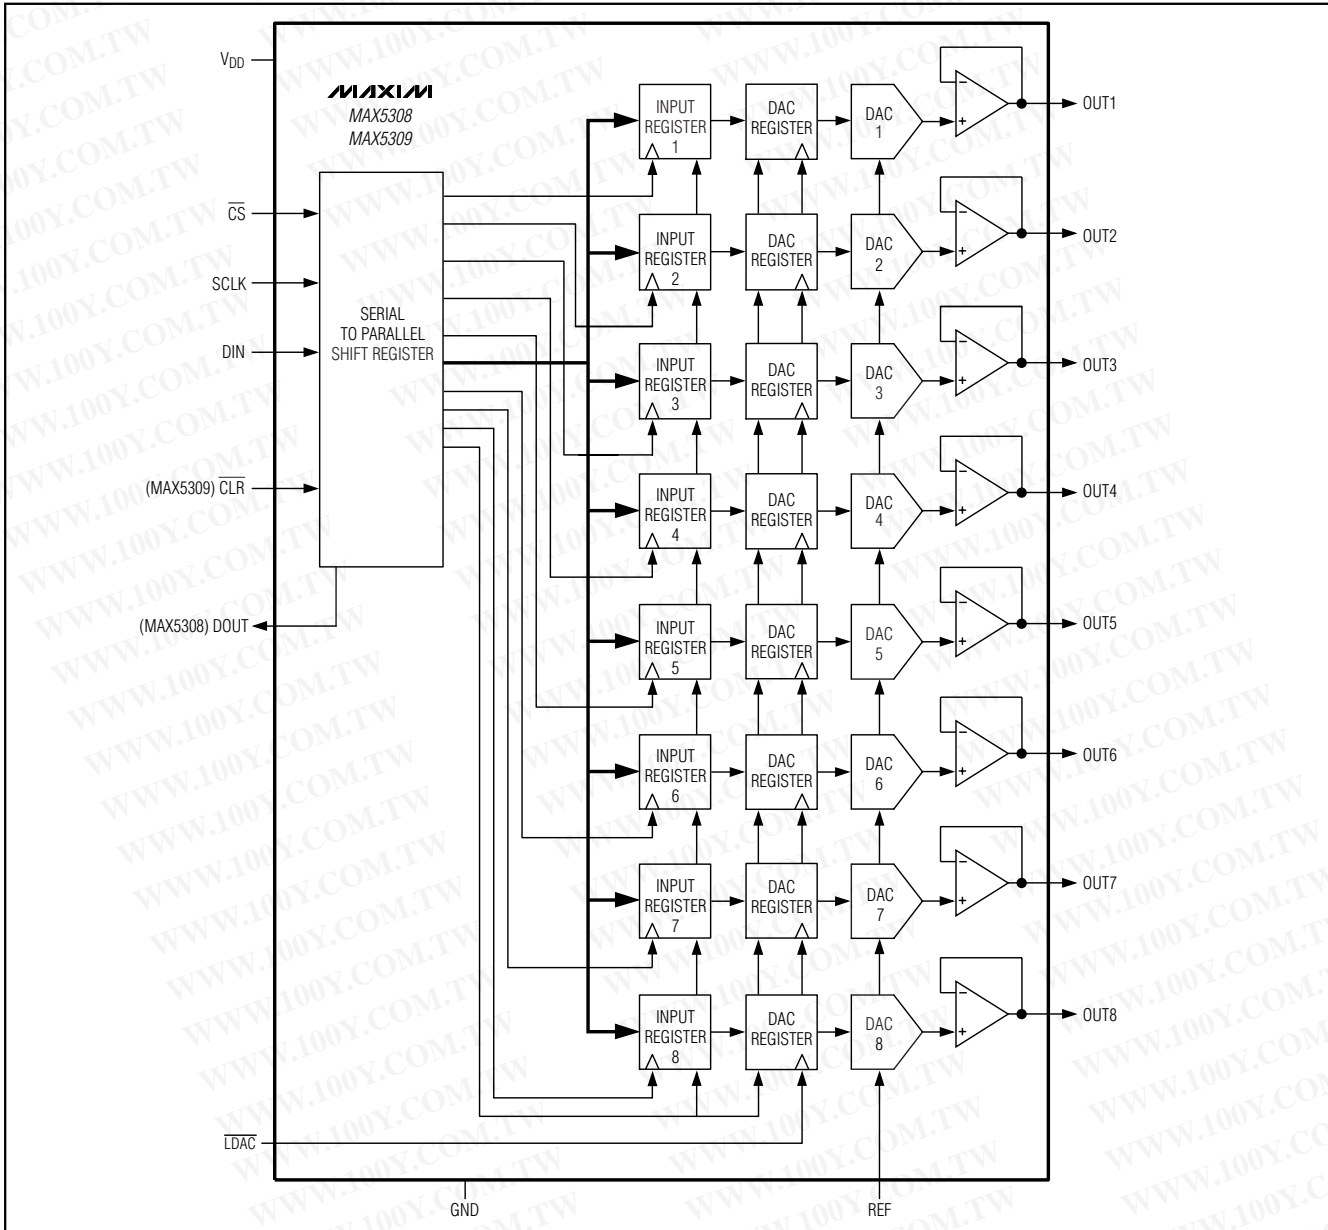 VDD
MAXIM
MAX5308
MAX5309
CS
SCLK
DIN
(MAX5309) CLR
(MAX5308) DOUT
LDAC
GND
REF
SERIAL
TO PARALLEL
SHIFT REGISTER
INPUT
REGISTER
1
DAC
REGISTER
DAC
1
OUT1
INPUT
REGISTER
2
DAC
REGISTER
DAC
2
OUT2
INPUT
REGISTER
3
DAC
REGISTER
DAC
3
OUT3
INPUT
REGISTER
4
DAC
REGISTER
DAC
4
OUT4
INPUT
REGISTER
5
DAC
REGISTER
DAC
5
OUT5
INPUT
REGISTER
6
DAC
REGISTER
DAC
6
OUT6
INPUT
REGISTER
7
DAC
REGISTER
DAC
7
OUT7
INPUT
REGISTER
8
DAC
REGISTER
DAC
8
OUT8
WWW.100Y.COM.TW